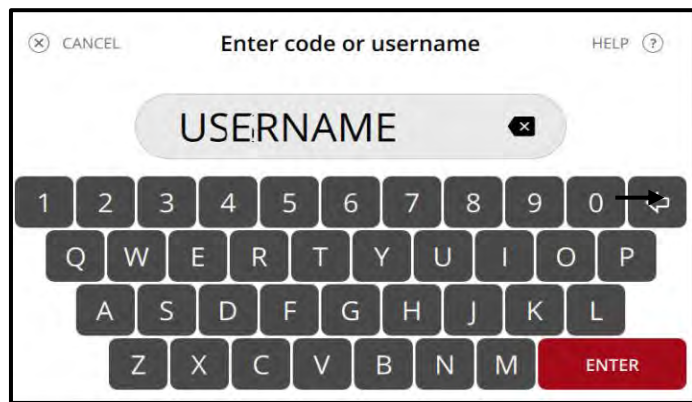 CANCEL Enter code or username HELP ?
USERNAME
1 2 3 4 5 6 7 8 9 0
Q W E R T Y U I O P
A S D F G H J K L
Z X C V B N M ENTER